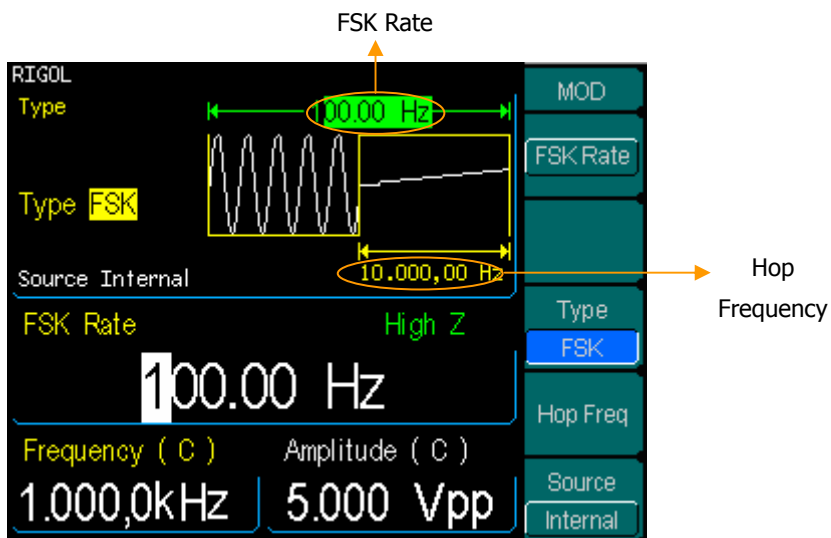 FSK Rate
RIGOL
Type
100.00 Hz
Type FSK
Source Internal
10.000,00 Hz
FSK Rate High Z
100.00 Hz
Frequency ( C ) Amplitude ( C )
1.000,0kHz 5.000 Vpp
MOD
FSK Rate
Type
FSK
Hop Freq
Source
Internal
Hop
Frequency